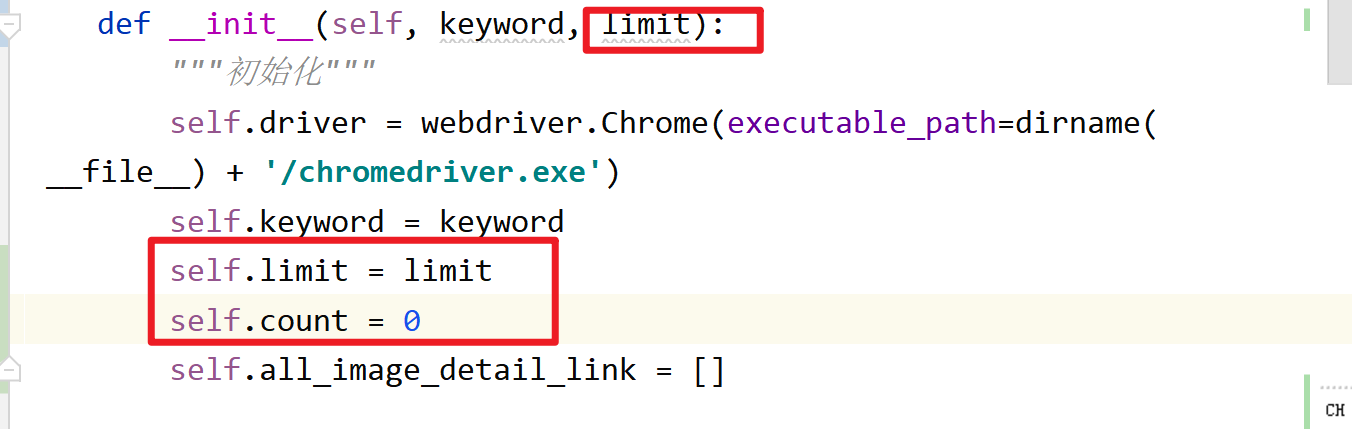 def __init__(self, keyword, limit):
"""初始化"""
self.driver = webdriver.Chrome(executable_path=dirname(
__file__) + '/chromedriver.exe')
self.keyword = keyword
self.limit = limit
self.count = 0
self.all_image_detail_link = []
CH